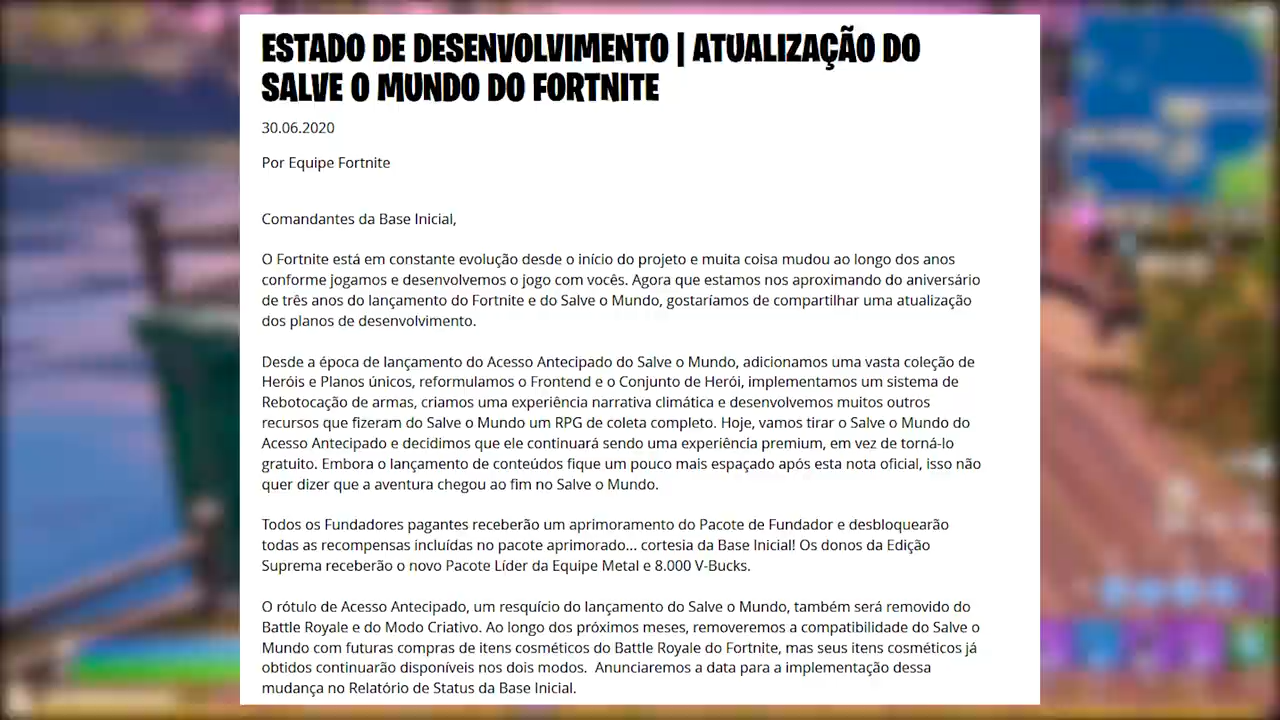 ESTADO DE DESENVOLVIMENTO | ATUALIZAÇÃO DO
SALVE O MUNDO DO FORTNITE
30.06.2020
Por Equipe Fortnite
Comandantes da Base Inicial,
O Fortnite está em constante evolução desde o início do projeto e muita coisa mudou ao longo dos anos
conforme jogamos e desenvolvemos o jogo com vocês. Agora que estamos nos aproximando do aniversário
de três anos do lançamento do Fortnite e do Salve o Mundo, gostaríamos de compartilhar uma atualização
dos planos de desenvolvimento.
Desde a época de lançamento do Acesso Antecipado do Salve o Mundo, adicionamos uma vasta coleção de
Heróis e Planos únicos, reformulamos o Frontend e o Conjunto de Herói, implementamos um sistema de
Rebotocação de armas, criamos uma experiência narrativa climática e desenvolvemos muitos outros
recursos que fizeram do Salve o Mundo um RPG de coleta completo. Hoje, vamos tirar o Salve o Mundo do
Acesso Antecipado e decidimos que ele continuará sendo uma experiência premium, em vez de torná-lo
gratuito. Embora o lançamento de conteúdos fique um pouco mais espaçado após esta nota oficial, isso não
quer dizer que a aventura chegou ao fim no Salve o Mundo.
Todos os Fundadores pagantes receberão um aprimoramento do Pacote de Fundador e desbloquearão
todas as recompensas incluídas no pacote aprimorado... cortesia da Base Inicial! Os donos da Edição
Suprema receberão o novo Pacote Líder da Equipe Metal e 8.000 V-Bucks.
O rótulo de Acesso Antecipado, um resquício do lançamento do Salve o Mundo, também será removido do
Battle Royale e do Modo Criativo. Ao longo dos próximos meses, removeremos a compatibilidade do Salve o
Mundo com futuras compras de itens cosméticos do Battle Royale do Fortnite, mas seus itens cosméticos já
obtidos continuarão disponíveis nos dois modos.  Anunciaremos a data para a implementação dessa
mudança no Relatório de Status da Base Inicial.